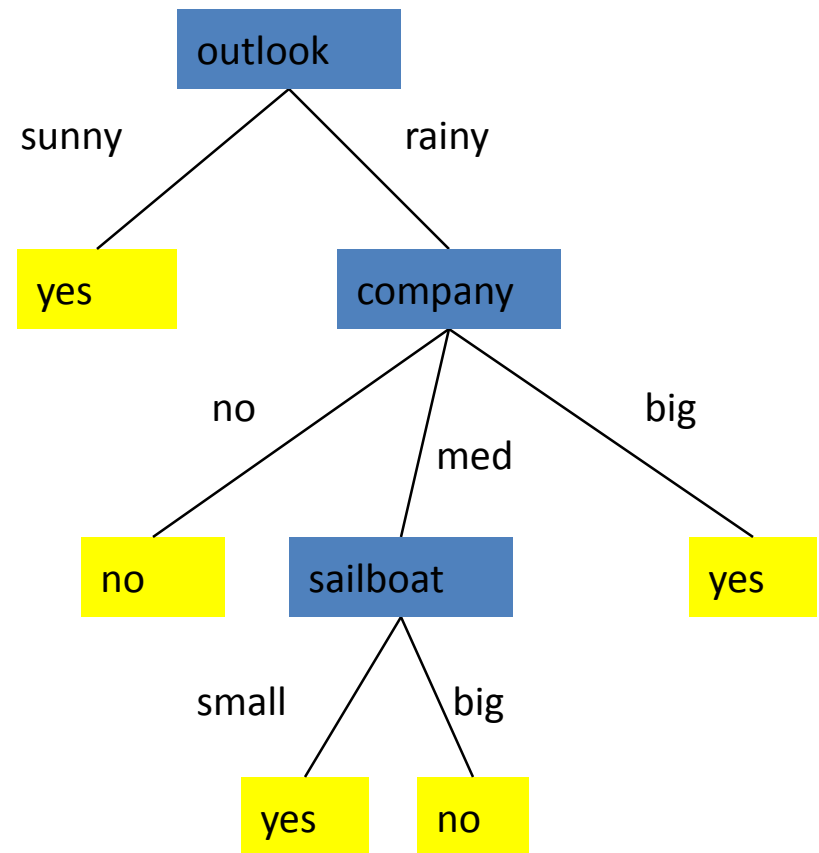 outlook
sunny
rainy
yes
company
no
big
med
no
sailboat
yes
small
big
yes
no